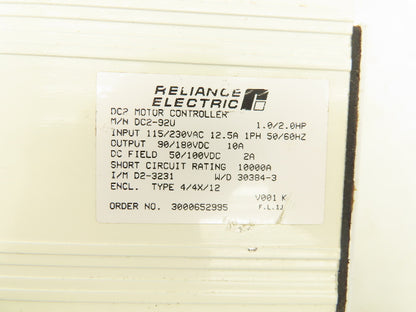 RELIANCE
ELECTRIC
DC2 MOTOR CONTROLLER
M/N DC2-92U 1.0/2.0HP
INPUT 115/230VAC 12.5A 1PH 50/60HZ
OUTPUT 90/180VDC 10A
DC FIELD 50/100VDC 2A
SHORT CIRCUIT RATING 10000A
I/M D2-3231 W/D 30384-3
ENCL. TYPE 4/4X/12
V001 K
ORDER NO. 3000652995